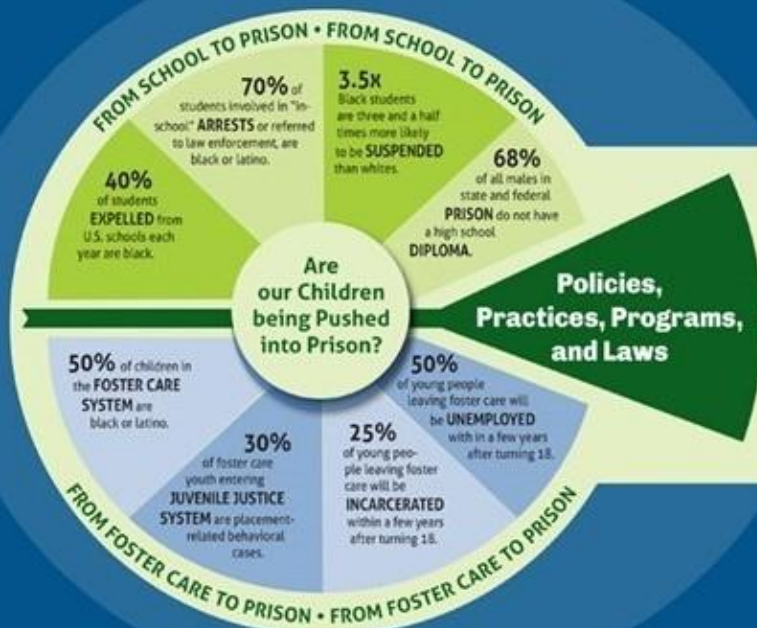 FROM SCHOOL TO PRISON • FROM SCHOOL TO PRISON
40%
of students
EXPELLED from
U.S. schools each
year are black.
70% of
students involved in "in-
school" ARRESTS or referred
to law enforcement, are
black or latino.
3.5x
Black students
are three and a half
times more likely
to be SUSPENDED
than whites.
68%
of all males in
state and federal
PRISON do not have
a high school
DIPLOMA.
Are
our Children
being Pushed
into Prison?
Policies,
Practices, Programs,
and Laws
50% of children in
the FOSTER CARE
SYSTEM are
black or latino.
30%
of foster care
youth entering
JUVENILE JUSTICE
SYSTEM are placement-
related behavioral
cases.
25%
of young peo-
ple leaving foster
care will be
INCARCERATED
within a few years
after turning 18.
50%
of young people
leaving foster care will
be UNEMPLOYED
with in a few years
after turning 18.
FROM FOSTER CARE TO PRISON • FROM FOSTER CARE TO PRISON